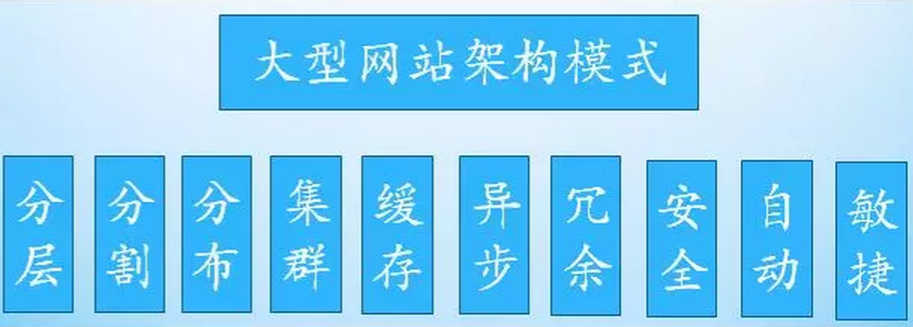 大型网站架构模式
分层
分割
分布
集群
缓存
异步
冗余
安全
自动
敏捷